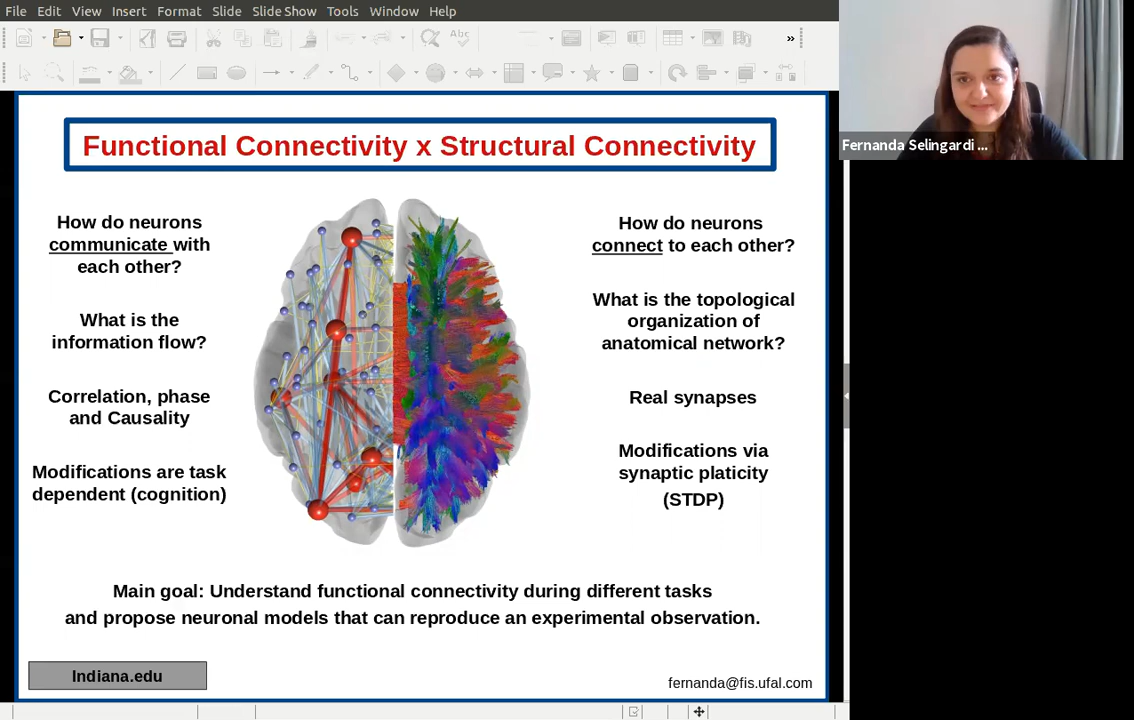 File Edit View Insert Format Slide Slide Show Tools Window Help
Abc
»
Functional Connectivity x Structural Connectivity
How do neurons
communicate with
each other?
What is the
information flow?
Correlation, phase
and Causality
Modifications are task
dependent (cognition)
How do neurons
connect to each other?
What is the topological
organization of
anatomical network?
Real synapses
Modifications via
synaptic platicity
(STDP)
Main goal: Understand functional connectivity during different tasks
and propose neuronal models that can reproduce an experimental observation.
Indiana.edu
fernanda@fis.ufal.com
Fernanda Selingardi ...